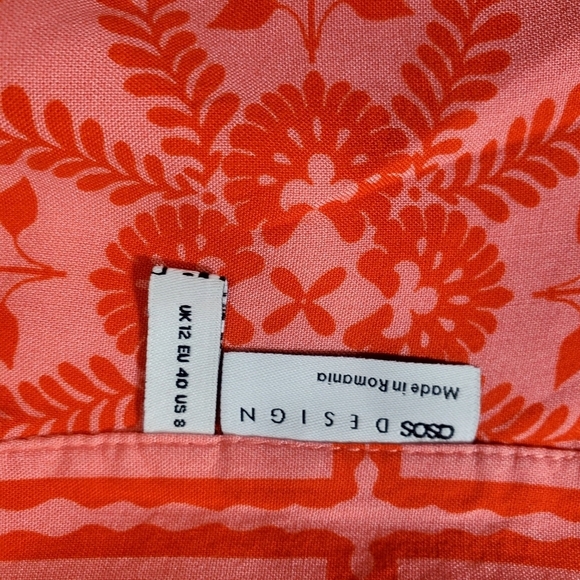 asos DESIGN
Made in Romania
UK 12 EU 40 US 8